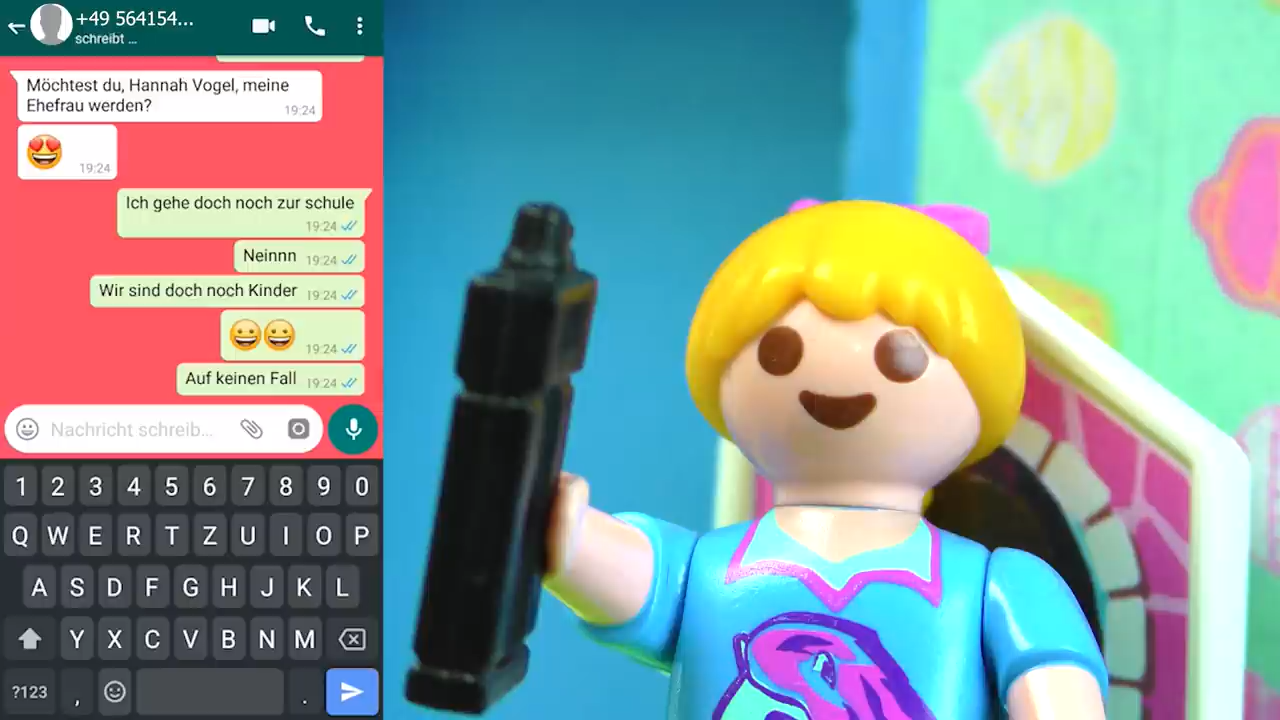 +49 564154...
schreibt ...
Möchtest du, Hannah Vogel, meine
Ehefrau werden?
19:24
19:24
Ich gehe doch noch zur schule
19:24
Neinnn 19:24
Wir sind doch noch Kinder 19:24
19:24
Auf keinen Fall 19:24
Nachricht schreib...
1 2 3 4 5 6 7 8 9 0
Q W E R T Z U I O P
A S D F G H J K L
Y X C V B N M
?123 , .